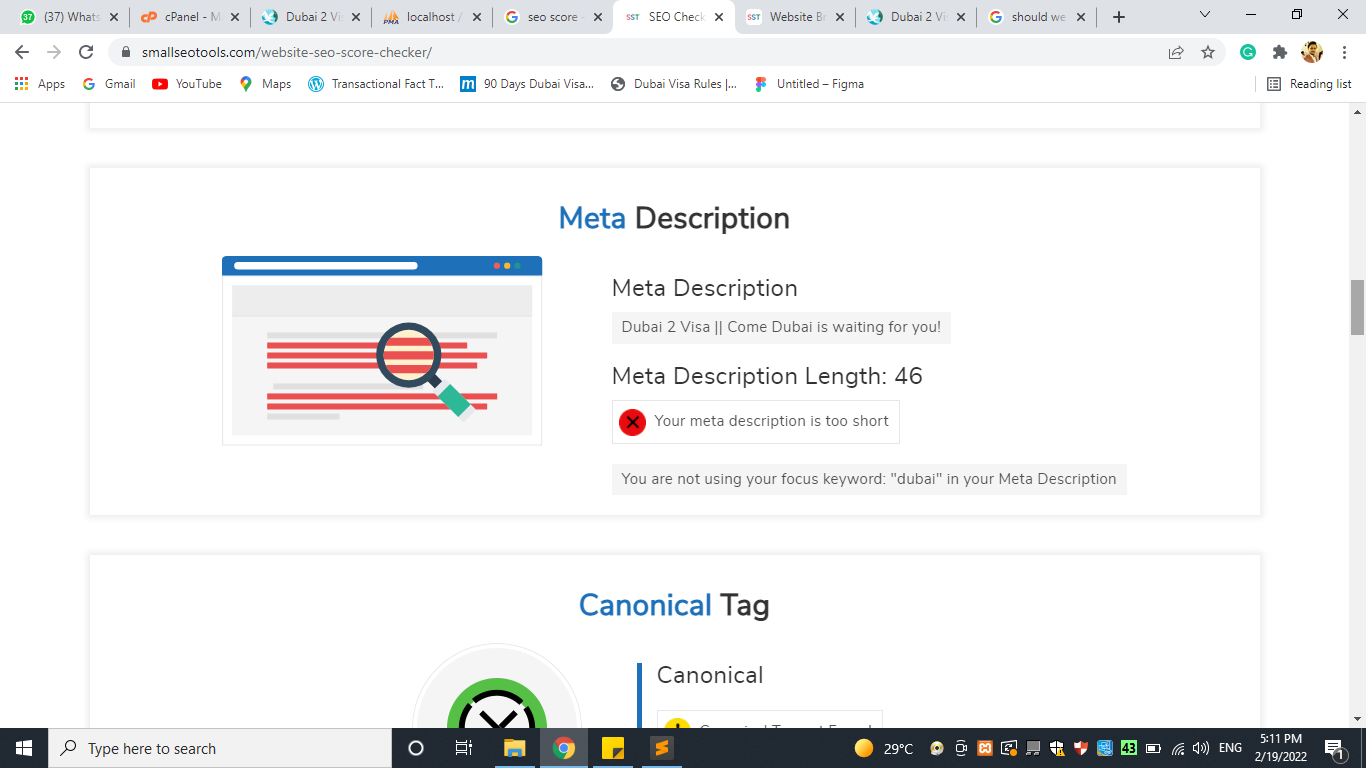 (37) Whats
cPanel - M
Dubai 2 Vi
localhost /
seo score -
SEO Check
Website Br
Dubai 2 Vi
should we
smallseotools.com/website-seo-score-checker/
Apps
Gmail
YouTube
Maps
Transactional Fact T...
90 Days Dubai Visa...
Dubai Visa Rules |...
Untitled – Figma
Reading list
Meta Description
Meta Description
Dubai 2 Visa || Come Dubai is waiting for you!
Meta Description Length: 46
Your meta description is too short
You are not using your focus keyword: "dubai" in your Meta Description
Canonical Tag
Canonical
Type here to search
29°C
43
ENG
5:11 PM
2/19/2022
1